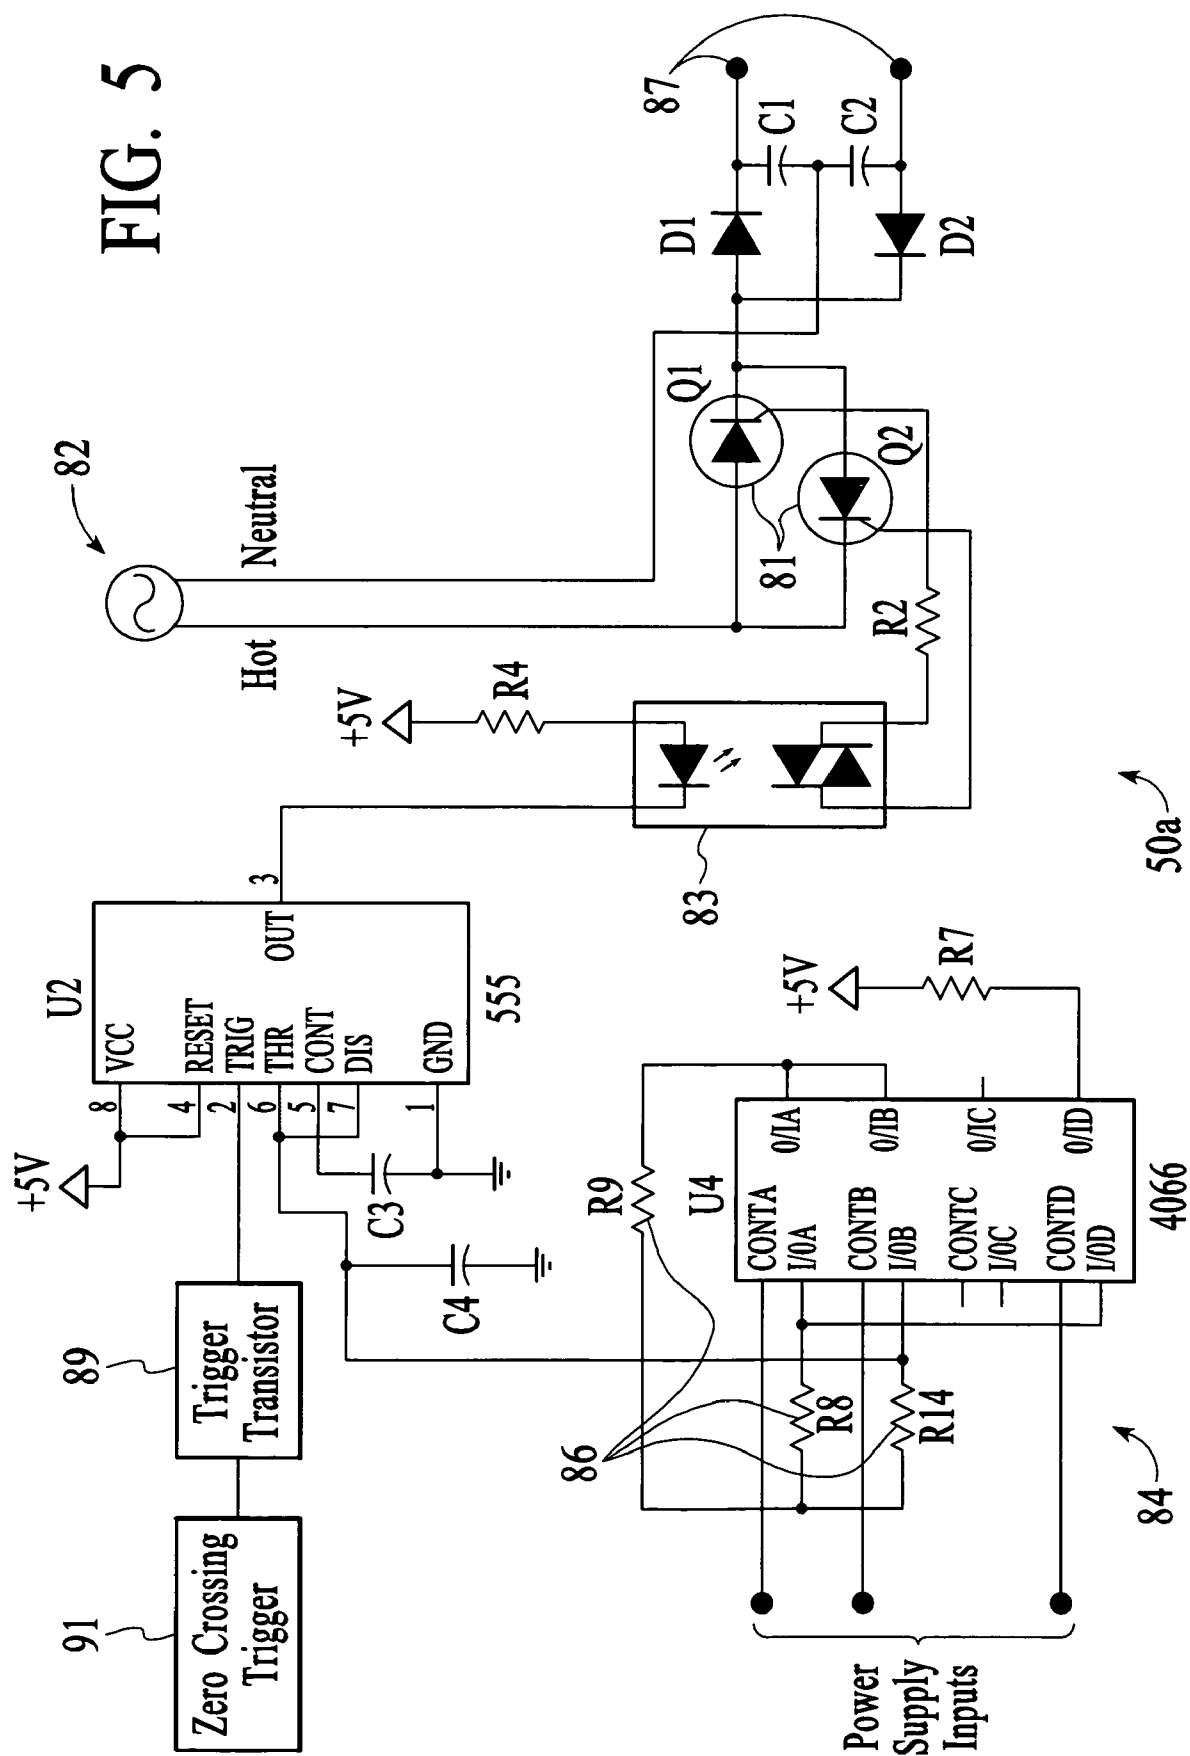 FIG. 5
91
Zero Crossing
Trigger
89
Trigger
Transistor
+5V
8
4
2
6
5
7
1
U2
VCC
RESET
TRIG
THR
CONT
DIS
GND
OUT
555
3
C3
C4
82
Hot
Neutral
+5V
R4
83
81
Q1
Q2
R2
D1
D2
C1
C2
87
Power
Supply
Inputs
86
R9
R8
R14
U4
CONTA
I/0A
CONTB
I/0B
CONTC
I/0C
CONTD
I/0D
0/IA
0/IB
0/IC
0/ID
4066
+5V
R7
84
50a